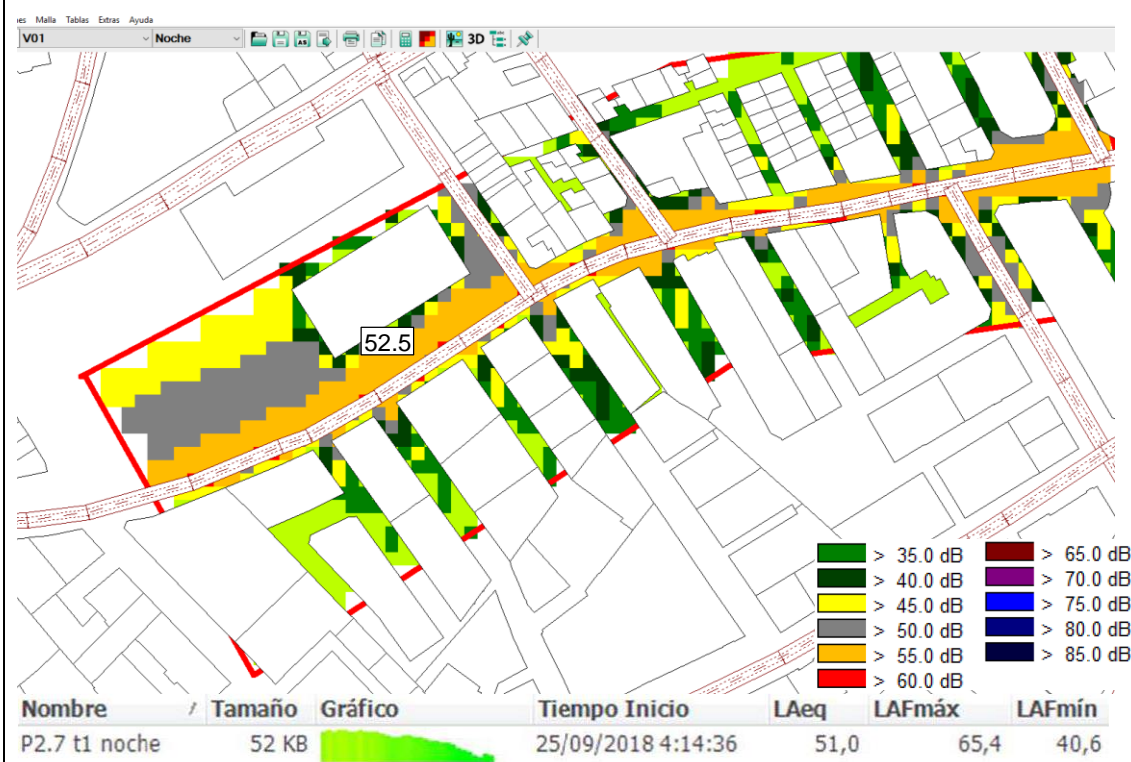 nes Malla Tablas Extras Ayuda
V01 Noche AS 3D
52.5
> 35.0 dB > 65.0 dB
> 40.0 dB > 70.0 dB
> 45.0 dB > 75.0 dB
> 50.0 dB > 80.0 dB
> 55.0 dB > 85.0 dB
> 60.0 dB
Nombre / Tamaño Gráfico Tiempo Inicio LAeq LAFmáx LAFmín
P2.7 t1 noche 52 KB 25/09/2018 4:14:36 51,0 65,4 40,6